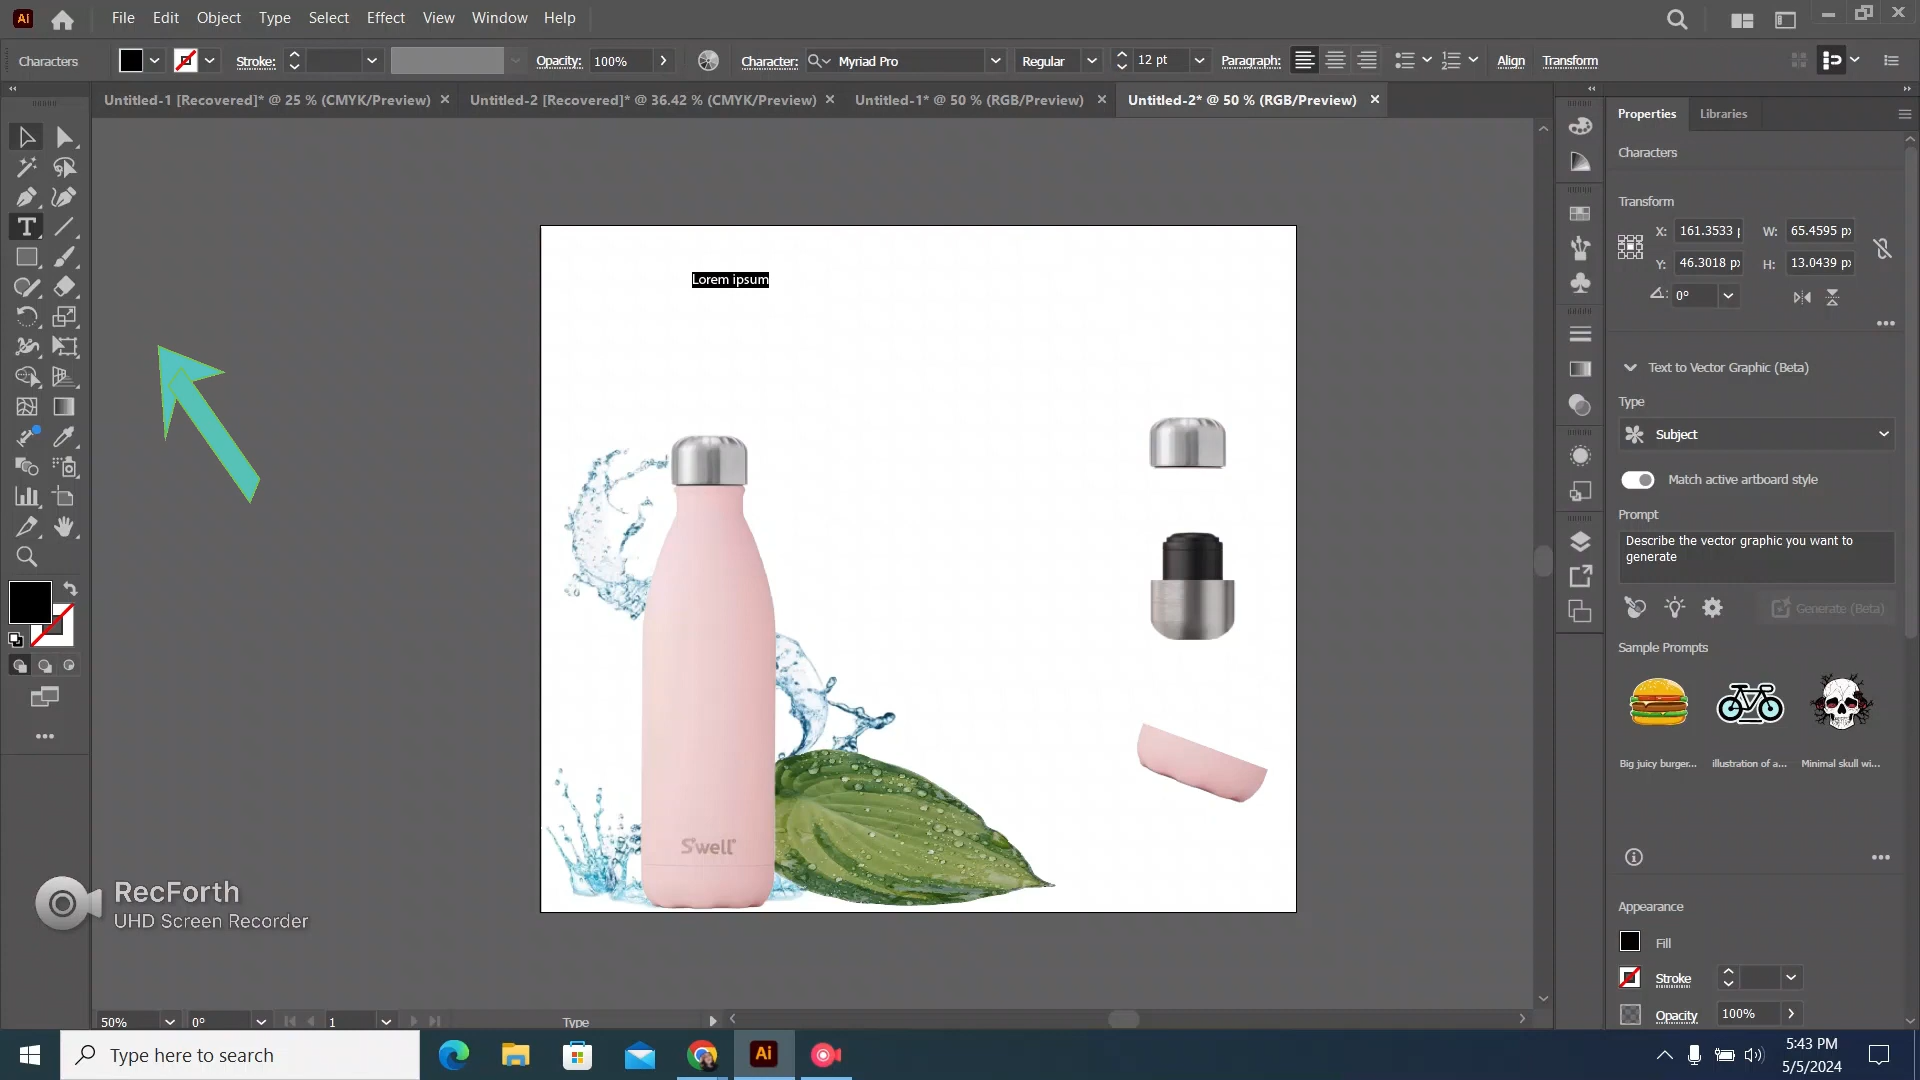 Ai File Edit Object Type Select Effect View Window Help
Characters Stroke: Opacity: 100% Character: Myriad Pro Regular 12 pt Paragraph: Align Transform
Untitled-1 [Recovered]* @ 25 % (CMYK/Preview) Untitled-2 [Recovered]* @ 36.42 % (CMYK/Preview) Untitled-1* @ 50 % (RGB/Preview) Untitled-2* @ 50 % (RGB/Preview)
Properties Libraries
Characters
Transform
X: 161.3533 p W: 65.4595 px
Y: 46.3018 px H: 13.0439 px
0°
Lorem ipsum
Text to Vector Graphic (Beta)
Type
Subject
Match active artboard style
Prompt
Describe the vector graphic you want to
generate
Generate (Beta)
Sample Prompts
Big juicy burger... illustration of a... Minimal skull wi...
S'well
RecForth
UHD Screen Recorder
Appearance
Fill
Stroke
Opacity 100%
50% 0° 1 Type
Type here to search
Ai
5:43 PM
5/5/2024